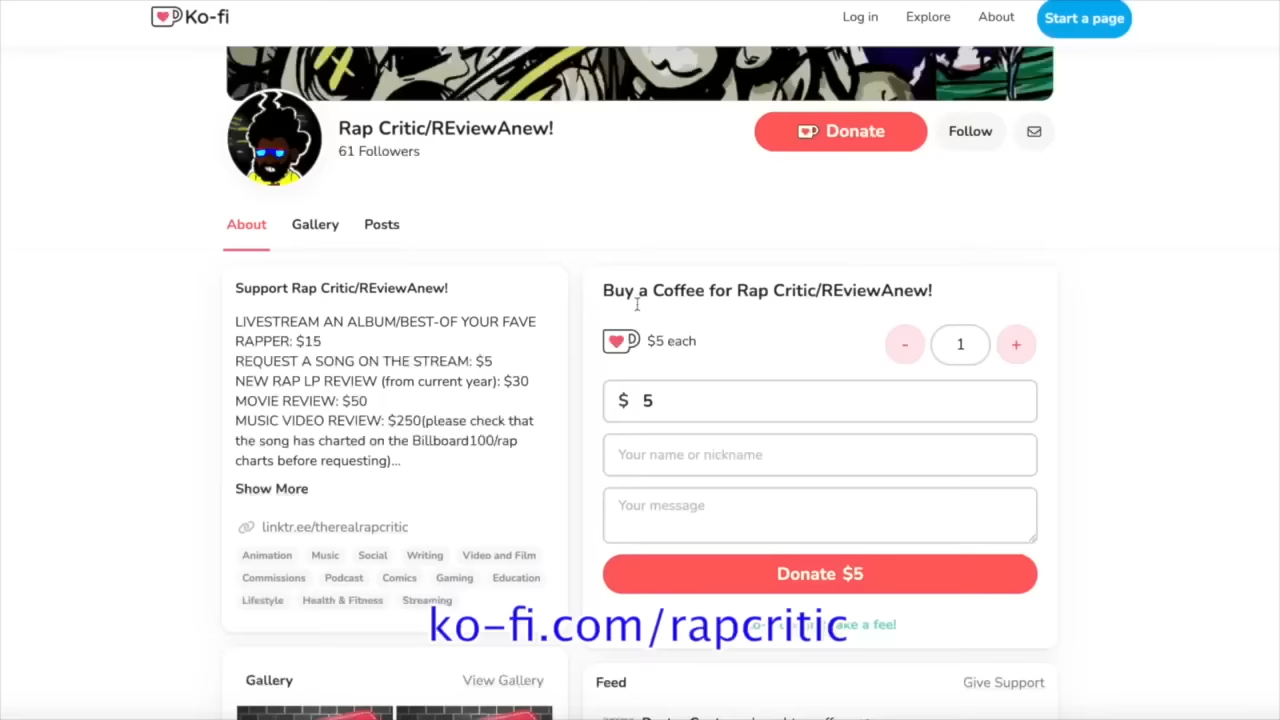 Ko-fi
Log in
Explore
About
Start a page
Rap Critic/REviewAnew!
61 Followers
Donate
Follow
About
Gallery
Posts
Support Rap Critic/REviewAnew!
LIVESTREAM AN ALBUM/BEST-OF YOUR FAVE
RAPPER: $15
REQUEST A SONG ON THE STREAM: $5
NEW RAP LP REVIEW (from current year): $30
MOVIE REVIEW: $50
MUSIC VIDEO REVIEW: $250(please check that
the song has charted on the Billboard100/rap
charts before requesting)...
Show More
linktr.ee/therealrapcritic
Animation Music Social Writing Video and Film
Commissions Podcast Comics Gaming Education
Lifestyle Health & Fitness Streaming
Buy a Coffee for Rap Critic/REviewAnew!
$5 each
- 1 +
$ 5
Your name or nickname
Your message
Donate $5
ake a fee!
ko-fi.com/rapcritic
Gallery
View Gallery
Feed
Give Support